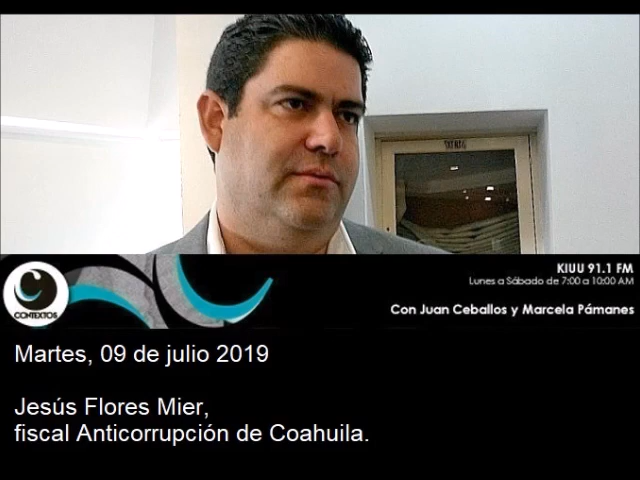 KIUU 91.1 FM
Lunes a Sábado de 7:00 a 10:00 AM
Con Juan Ceballos y Marcela Pámanes
CONTEXTOS
Martes, 09 de julio 2019
Jesús Flores Mier,
fiscal Anticorrupción de Coahuila.